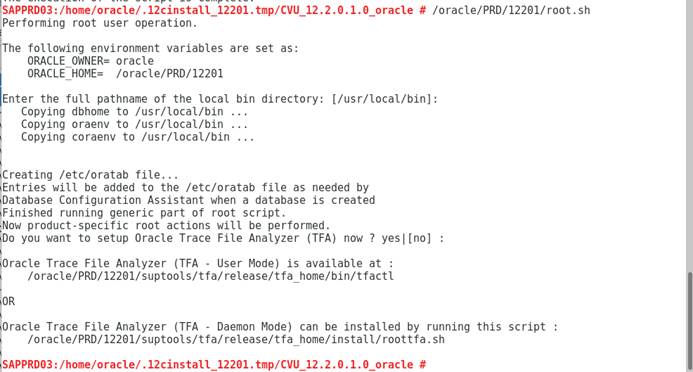 SAPPRD03:/home/oracle/.12cinstall_12201.tmp/CVU_12.2.0.1.0_oracle # /oracle/PRD/12201/root.sh
Performing root user operation.
The following environment variables are set as:
ORACLE_OWNER= oracle
ORACLE_HOME=  /oracle/PRD/12201
Enter the full pathname of the local bin directory: [/usr/local/bin]:
Copying dbhome to /usr/local/bin ...
Copying oraenv to /usr/local/bin ...
Copying coraenv to /usr/local/bin ...
Creating /etc/oratab file...
Entries will be added to the /etc/oratab file as needed by
Database Configuration Assistant when a database is created
Finished running generic part of root script.
Now product-specific root actions will be performed.
Do you want to setup Oracle Trace File Analyzer (TFA) now ? yes|[no] :
Oracle Trace File Analyzer (TFA - User Mode) is available at :
/oracle/PRD/12201/suptools/tfa/release/tfa_home/bin/tfactl
OR
Oracle Trace File Analyzer (TFA - Daemon Mode) can be installed by running this script :
/oracle/PRD/12201/suptools/tfa/release/tfa_home/install/roottfa.sh
SAPPRD03:/home/oracle/.12cinstall_12201.tmp/CVU_12.2.0.1.0_oracle #